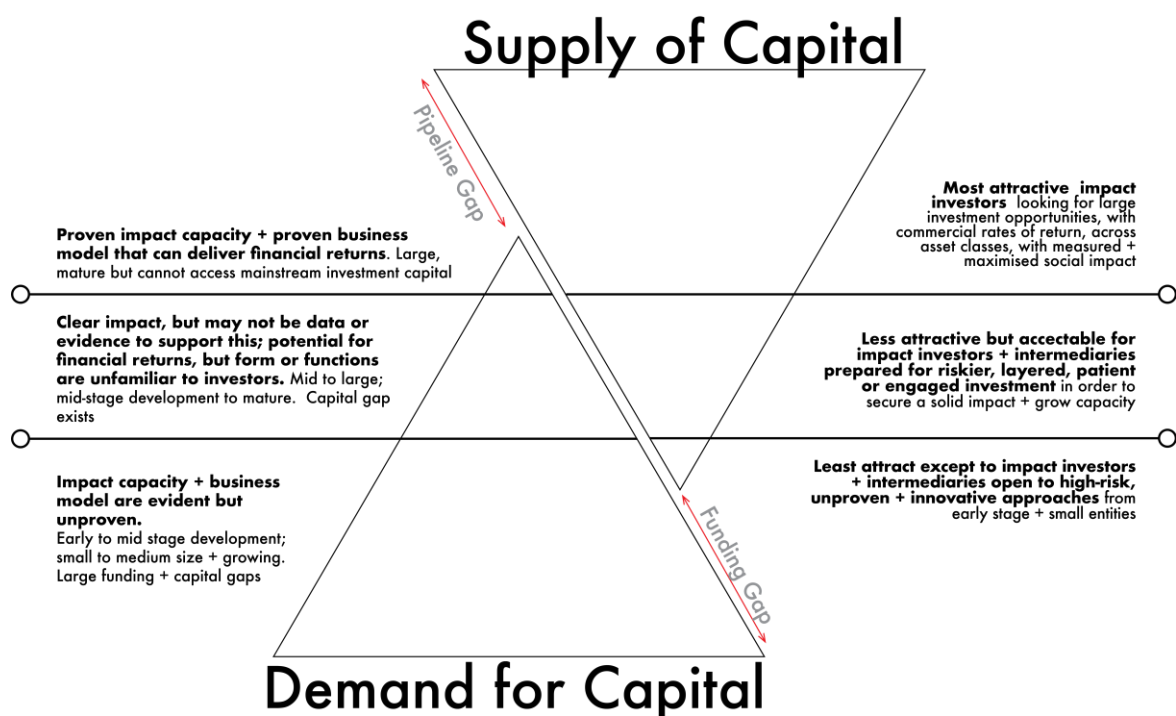 Supply of Capital
Pipeline Gap
Most attractive impact
investors looking for large
investment opportunities, with
commercial rates of return, across
asset classes, with measured +
maximised social impact
Proven impact capacity + proven business
model that can deliver financial returns. Large,
mature but cannot access mainstream investment capital
Clear impact, but may not be data or
evidence to support this; potential for
financial returns, but form or functions
are unfamiliar to investors. Mid to large;
mid-stage development to mature. Capital gap
exists
Less attractive but accectable for
impact investors + intermediaries
prepared for riskier, layered, patient
or engaged investment in order to
secure a solid impact + grow capacity
Impact capacity + business
model are evident but
unproven.
Early to mid stage development;
small to medium size + growing.
Large funding + capital gaps
Least attract except to impact investors
+ intermediaries open to high-risk,
unproven + innovative approaches from
early stage + small entities
Funding Gap
Demand for Capital